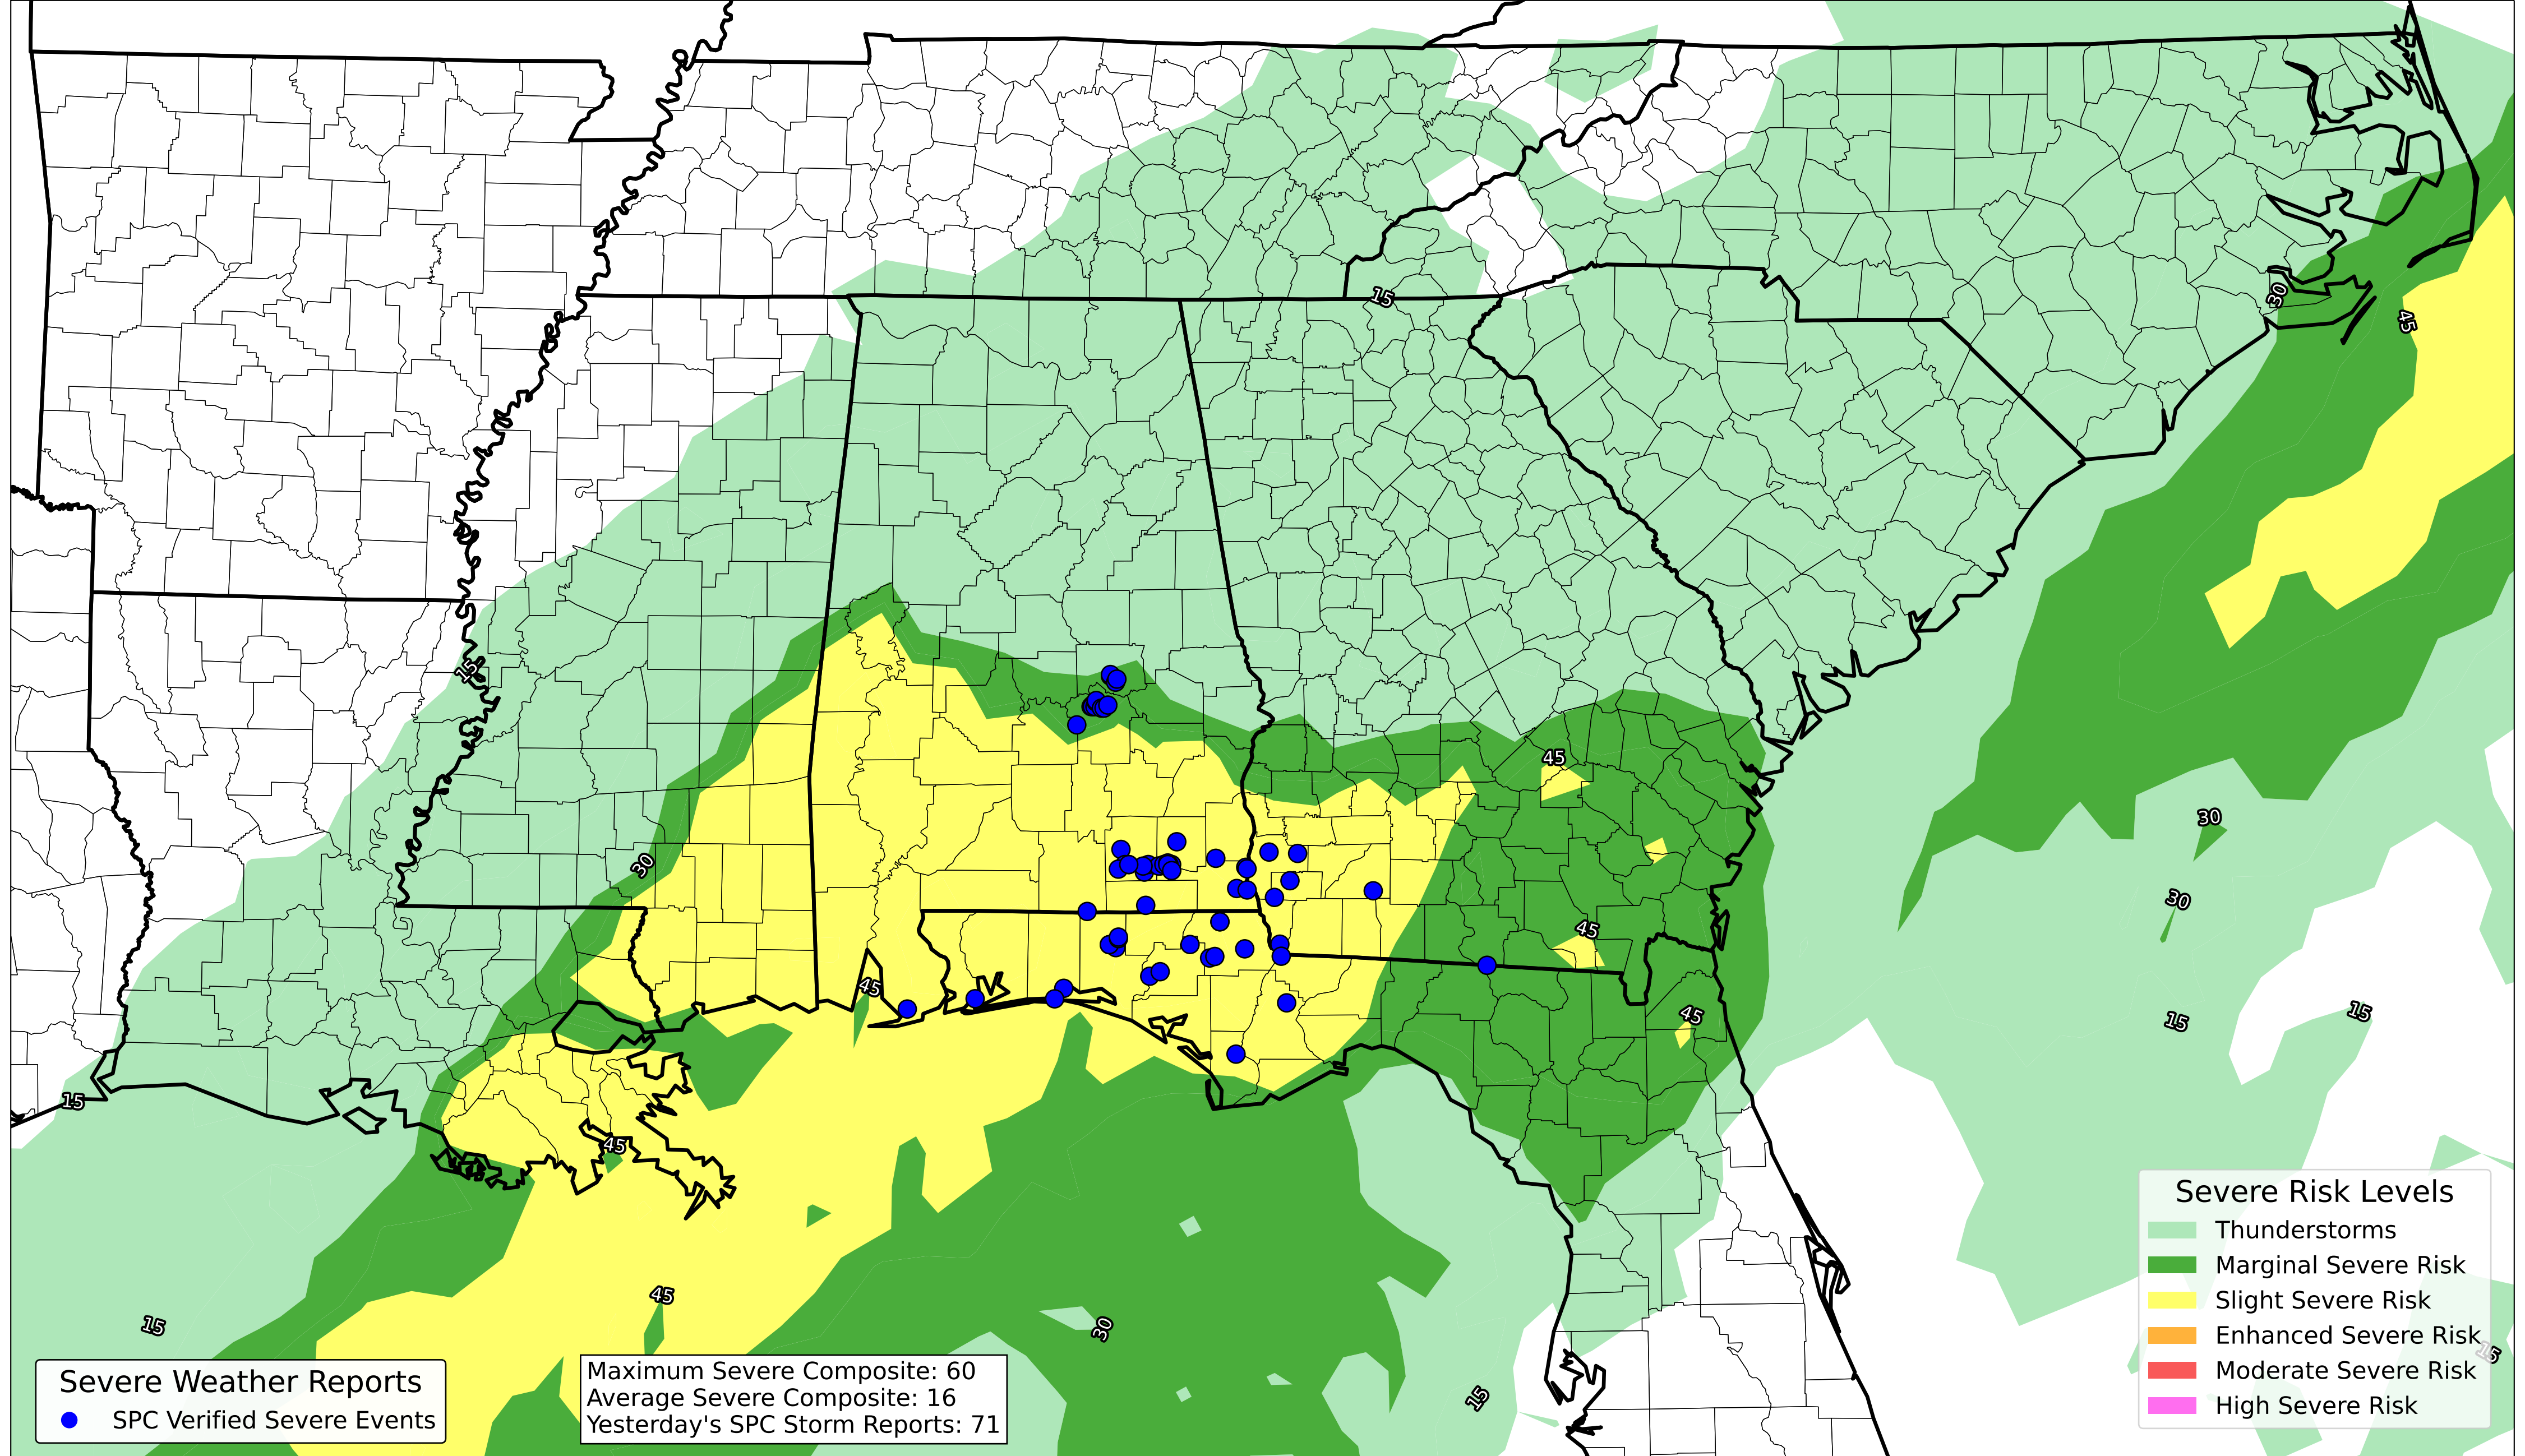 15
30
45
15
45
30
30
30
45
45
15
15
45
15
45
45
15
30
15
15
Severe Weather Reports
SPC Verified Severe Events
Maximum Severe Composite: 60
Average Severe Composite: 16
Yesterday's SPC Storm Reports: 71
Severe Risk Levels
Thunderstorms
Marginal Severe Risk
Slight Severe Risk
Enhanced Severe Risk
Moderate Severe Risk
High Severe Risk